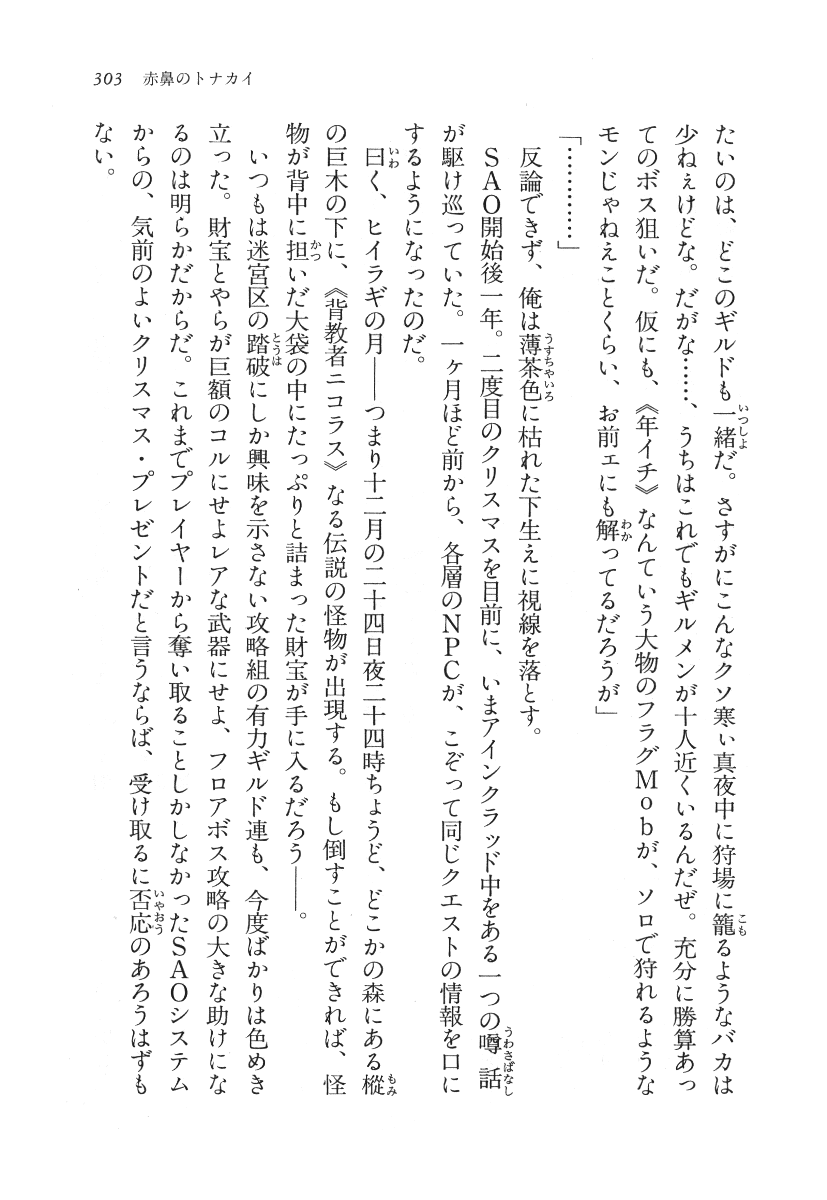 303 赤鼻のトナカイ
たいのは、どこのギルドも一緒だ。さすがにこんなクソ寒ぃ真夜中に狩場に籠るようなバカは
少ねぇけどな。だがな……、うちはこれでもギルメンが十人近くいるんだぜ。充分に勝算あっ
てのボス狙いだ。仮にも、《年イチ》なんていう大物のフラグMobが、ソロで狩れるような
モンじゃねえことくらい、お前ェにも解ってるだろうが」
「…………」
反論できず、俺は薄茶色に枯れた下生えに視線を落とす。
SAO開始後一年。二度目のクリスマスを目前に、いまアインクラッド中をある一つの噂話
が駆け巡っていた。一ヶ月ほど前から、各層のNPCが、こぞって同じクエストの情報を口に
するようになったのだ。
曰く、ヒイラギの月――つまり十二月の二十四日夜二十四時ちょうど、どこかの森にある樅
の巨木の下に、《背教者ニコラス》なる伝説の怪物が出現する。もし倒すことができれば、怪
物が背中に担いだ大袋の中にたっぷりと詰まった財宝が手に入るだろう――。
いつもは迷宮区の踏破にしか興味を示さない攻略組の有力ギルド連も、今度ばかりは色めき
立った。財宝とやらが巨額のコルにせよレアな武器にせよ、フロアボス攻略の大きな助けにな
るのは明らかだからだ。これまでプレイヤーから奪い取ることしかしなかったSAOシステム
からの、気前のよいクリスマス・プレゼントだと言うならば、受け取るに否応のあろうはずも
ない。